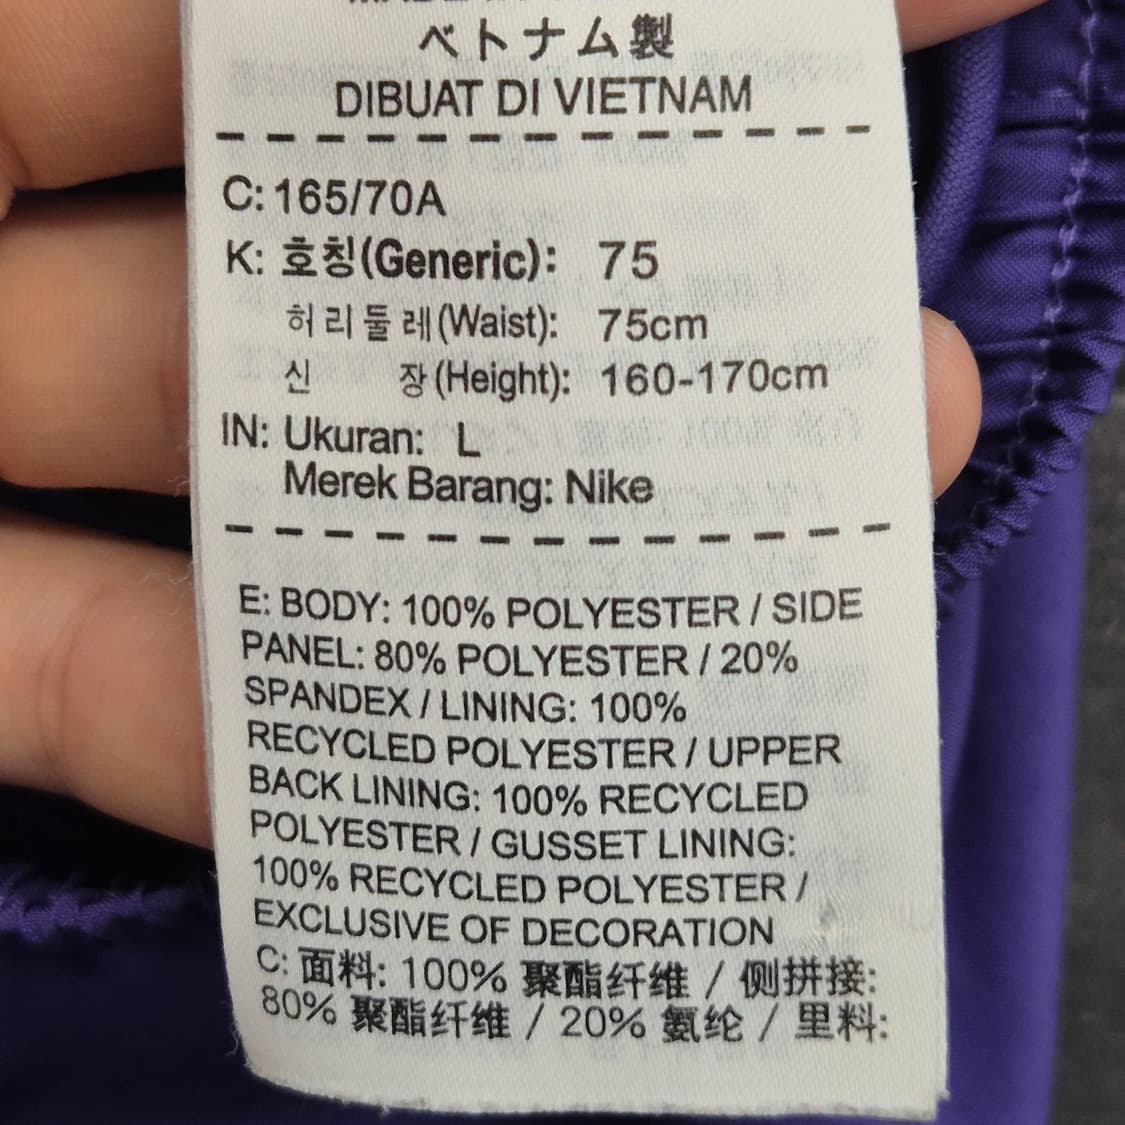 ベトナム製
DIBUAT DI VIETNAM
C: 165/70A
K: 호칭(Generic): 75
허리둘레(Waist): 75cm
신 장(Height): 160-170cm
IN: Ukuran: L
Merek Barang: Nike
E: BODY: 100% POLYESTER / SIDE
PANEL: 80% POLYESTER / 20%
SPANDEX / LINING: 100%
RECYCLED POLYESTER / UPPER
BACK LINING: 100% RECYCLED
POLYESTER / GUSSET LINING:
100% RECYCLED POLYESTER /
EXCLUSIVE OF DECORATION
C: 面料: 100% 聚酯纤维 / 侧拼接:
80% 聚酯纤维 / 20% 氨纶 / 里料: